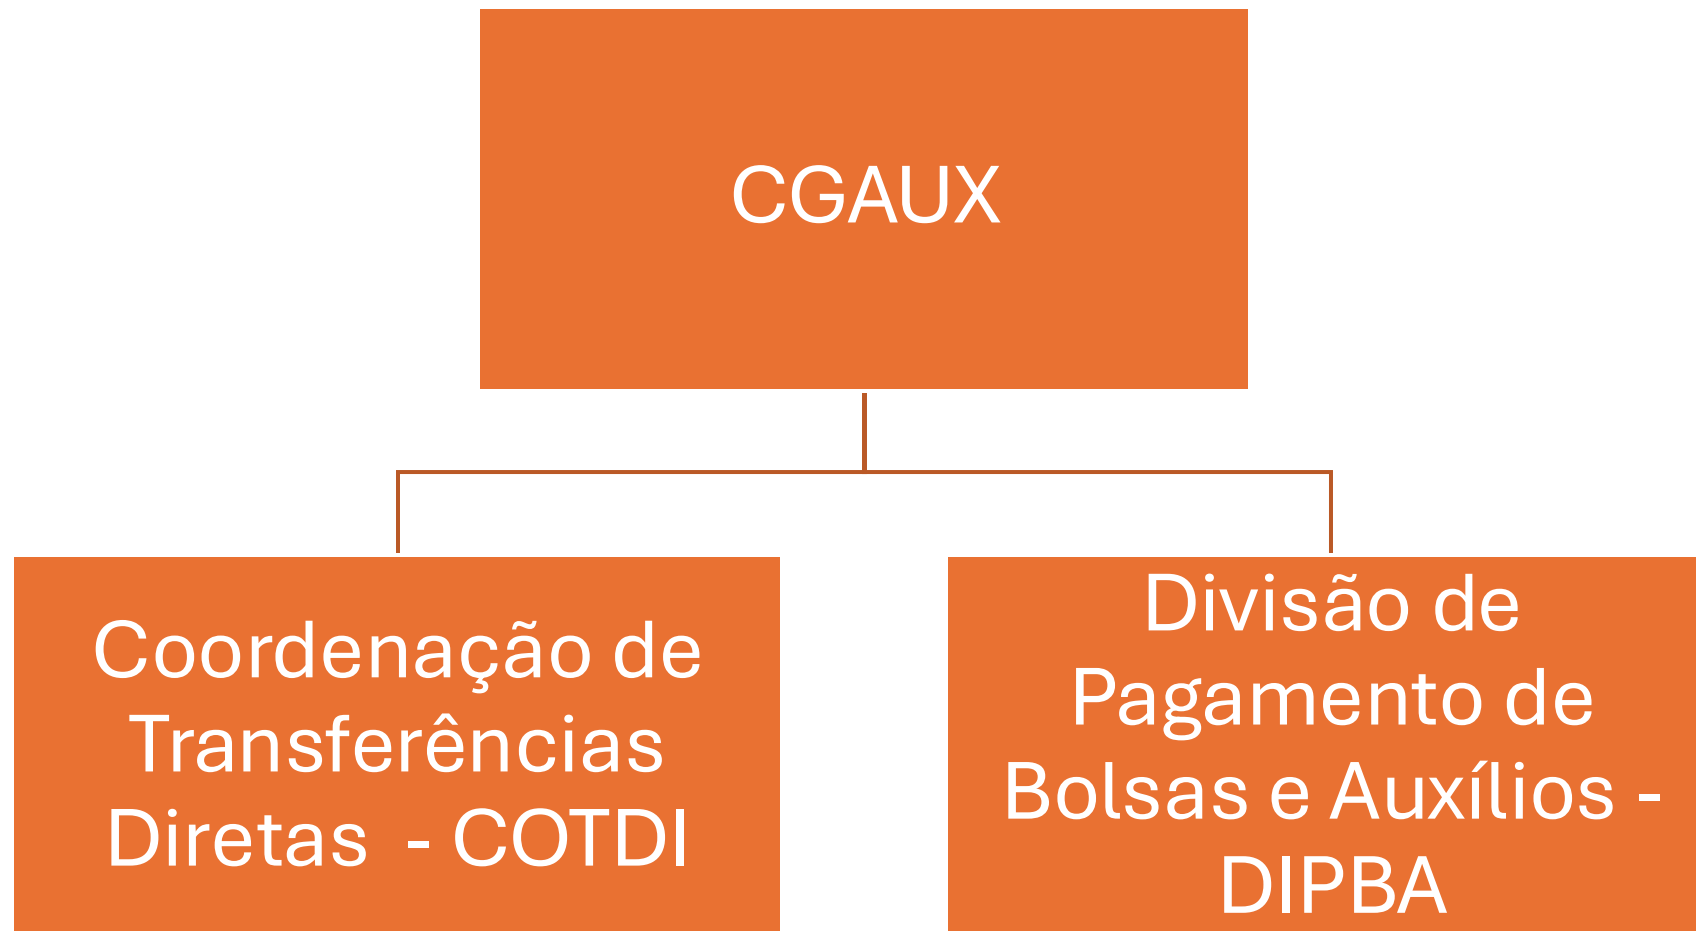 CGAUX
Coordenação de
Transferências
Diretas  - COTDI
Divisão de
Pagamento de
Bolsas e Auxílios -
DIPBA